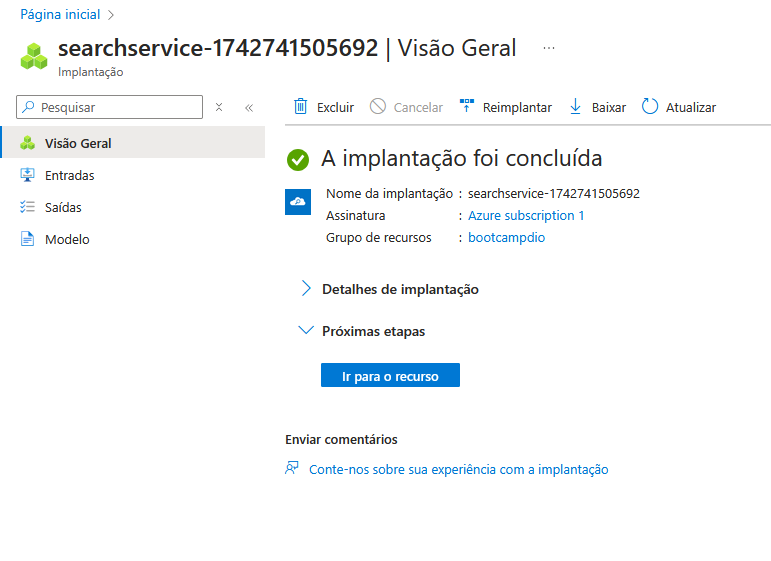 Página inicial
searchservice-1742741505692 | Visão Geral ...
Implantação
Pesquisar
Excluir Cancelar Reimplantar Baixar Atualizar
Visão Geral
Entradas
Saídas
Modelo
A implantação foi concluída
Nome da implantação : searchservice-1742741505692
Assinatura : Azure subscription 1
Grupo de recursos : bootcampdio
Detalhes de implantação
Próximas etapas
Ir para o recurso
Enviar comentários
Conte-nos sobre sua experiência com a implantação